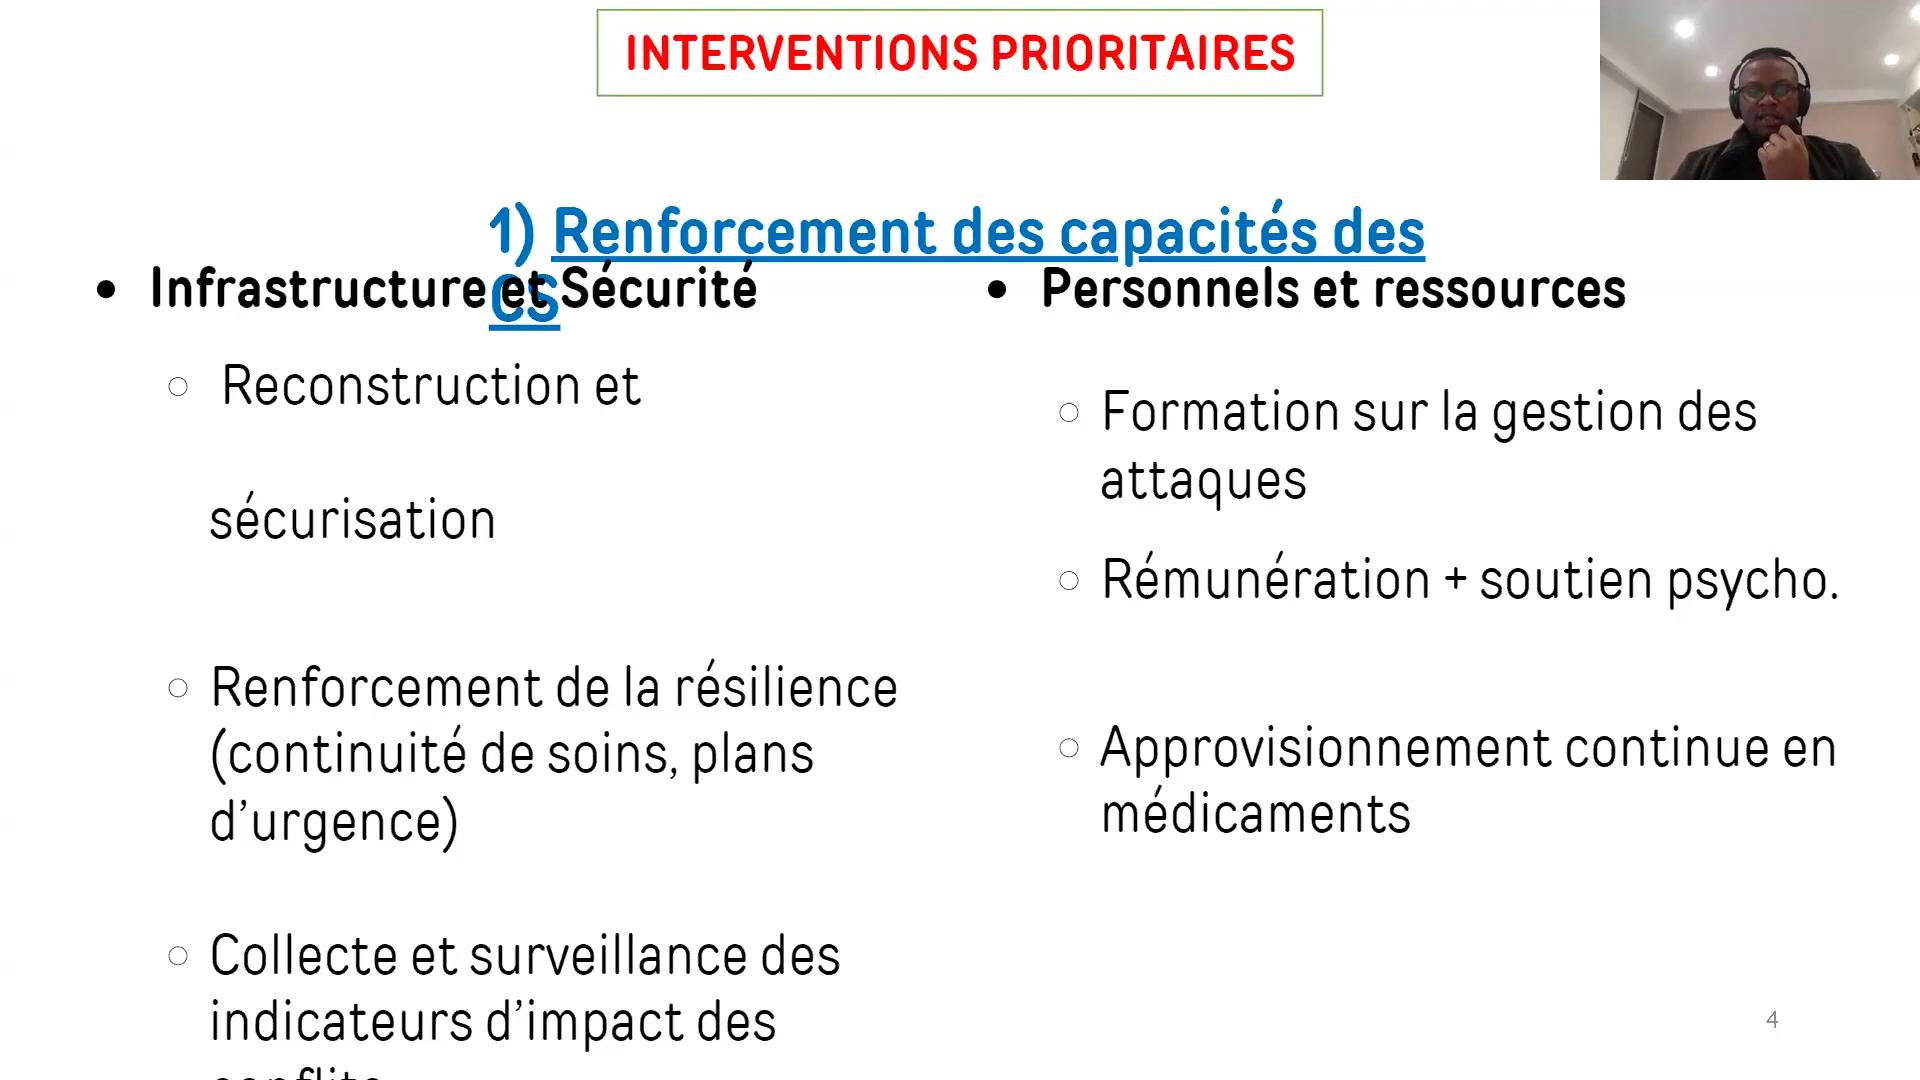 INTERVENTIONS PRIORITAIRES
1) Renforcement des capacités des
CS
• Infrastructure et Sécurité
○ Reconstruction et
sécurisation
○ Renforcement de la résilience
(continuité de soins, plans
d’urgence)
○ Collecte et surveillance des
indicateurs d’impact des
conflits
• Personnels et ressources
○ Formation sur la gestion des
attaques
○ Rémunération + soutien psycho.
○ Approvisionnement continue en
médicaments
4